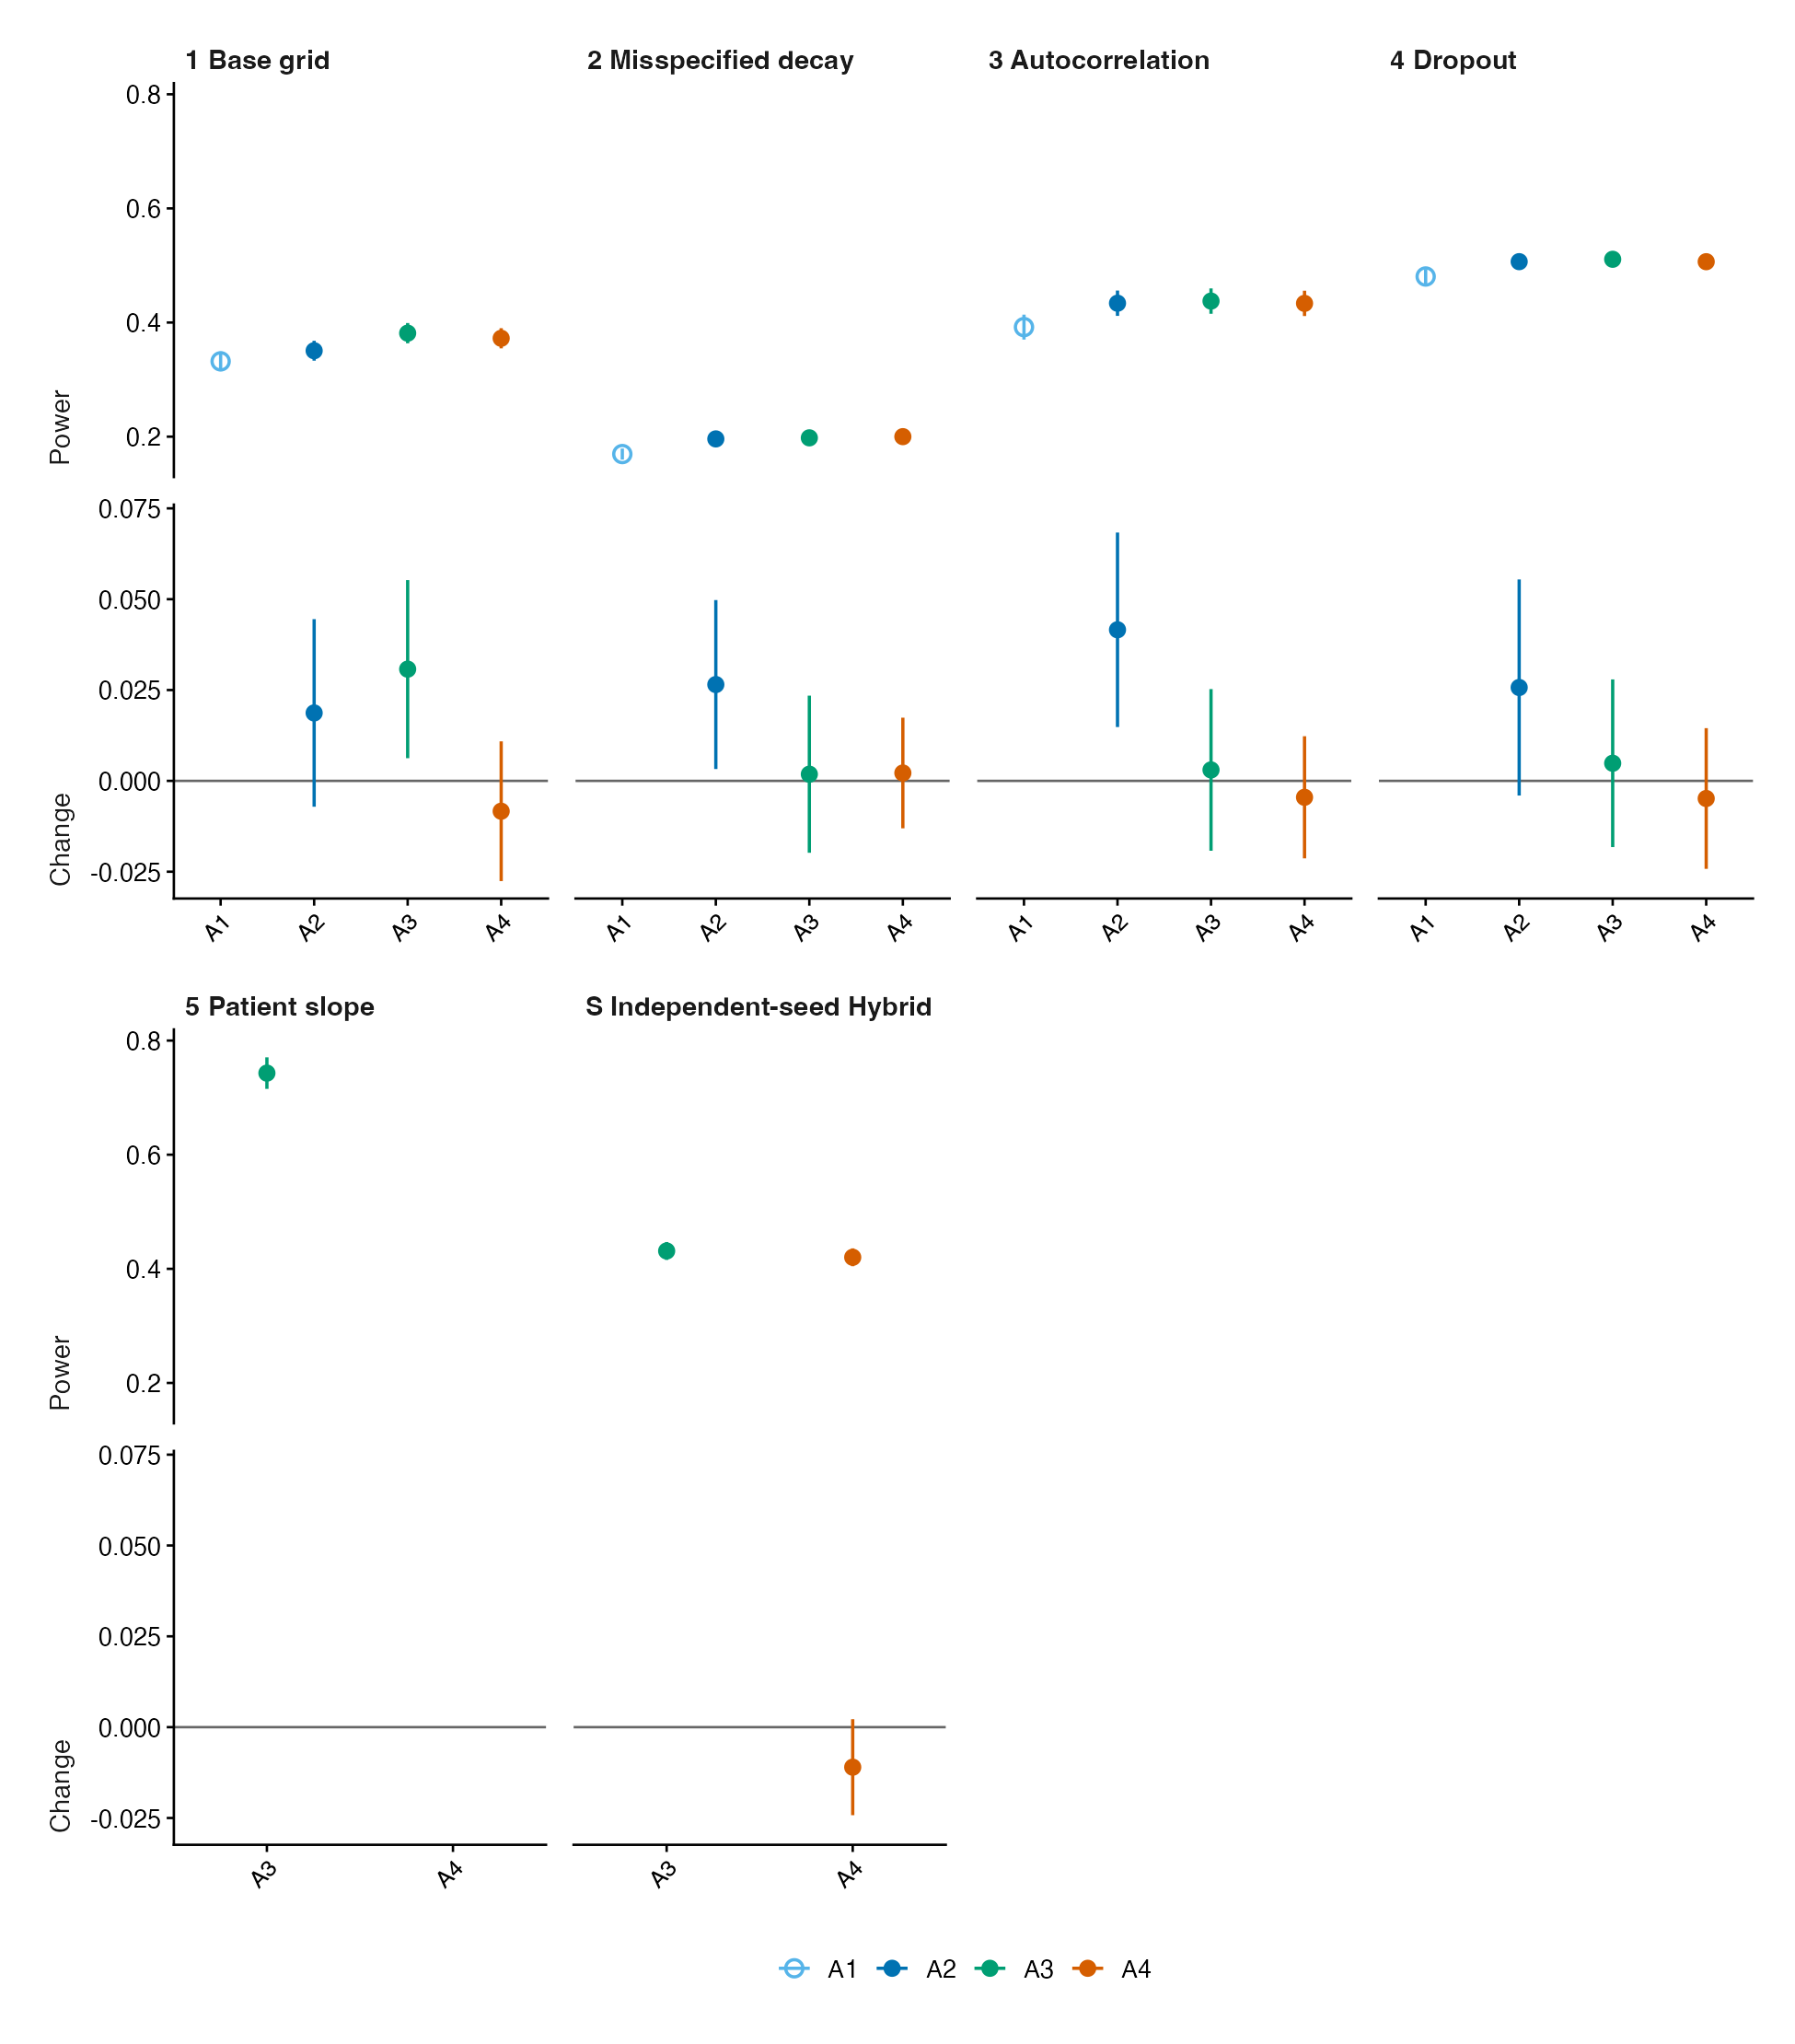 1 Base grid
2 Misspecified decay
3 Autocorrelation
4 Dropout
Power
0.8
0.6
0.4
0.2
Change
0.075
0.050
0.025
0.000
-0.025
A1 A2 A3 A4
A1 A2 A3 A4
A1 A2 A3 A4
A1 A2 A3 A4
5 Patient slope
S Independent-seed Hybrid
Power
0.8
0.6
0.4
0.2
Change
0.075
0.050
0.025
0.000
-0.025
A3 A4
A3 A4
A1 A2 A3 A4